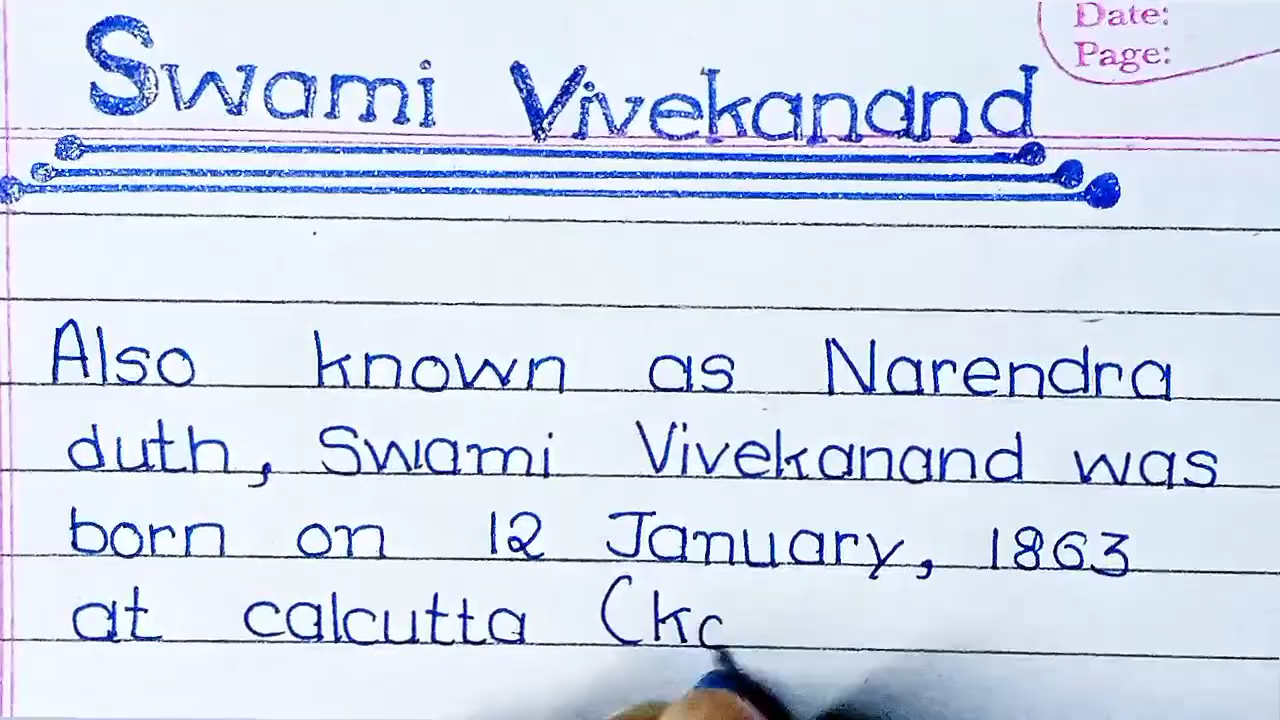 Date:
Page:
Swami Vivekanand
Also known as Narendra
duth, Swami Vivekanand was
born on 12 January, 1863
at calcutta (kc